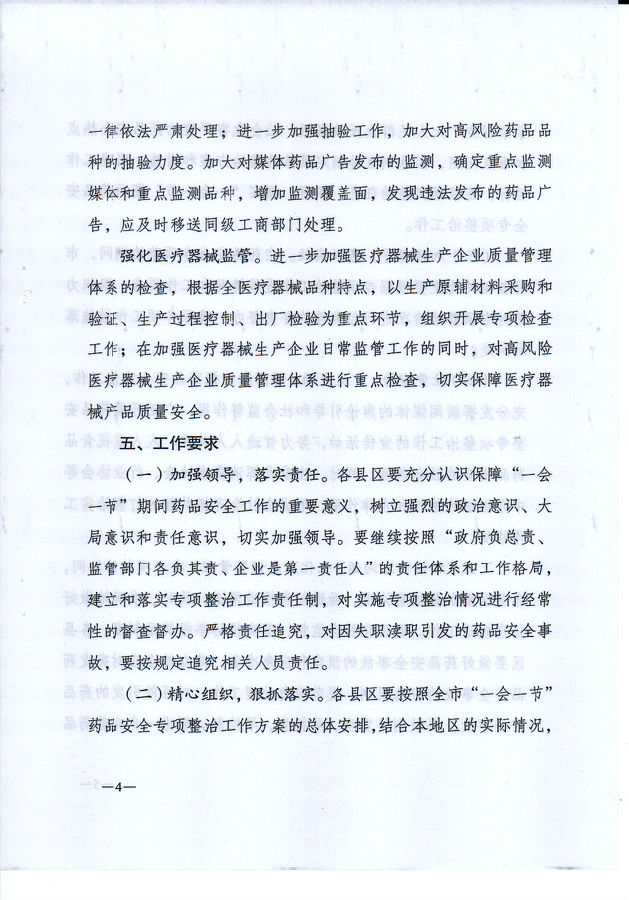 一律依法严肃处理；进一步加强抽验工作，加大对高风险药品品
种的抽验力度。加大对媒体药品广告发布的监测，确定重点监测
媒体和重点监测品种，增加监测覆盖面，发现违法发布的药品广
告，应及时移送同级工商部门处理。
强化医疗器械监管。进一步加强医疗器械生产企业质量管理
体系的检查，根据各医疗器械品种特点，以生产原辅材料采购和
验证、生产过程控制、出厂检验为重点环节，组织开展专项检查
工作；在加强医疗器械生产企业日常监管工作的同时，对高风险
医疗器械生产企业质量管理体系进行重点检查，切实保障医疗器
械产品质量安全。
五、工作要求
（一）加强领导，落实责任。各县区要充分认识保障“一会
一节”期间药品安全工作的重要意义，树立强烈的政治意识、大
局意识和责任意识，切实加强领导。要继续按照“政府负总责、
监管部门各负其责、企业是第一责任人”的责任体系和工作格局，
建立和落实专项整治工作责任制，对实施专项整治情况进行经常
性的督查督办。严格责任追究，对因失职渎职引发的药品安全事
故，要按规定追究相关人员责任。
（二）精心组织，狠抓落实。各县区要按照全市“一会一节”
药品安全专项整治工作方案的总体安排，结合本地区的实际情况，
—4—